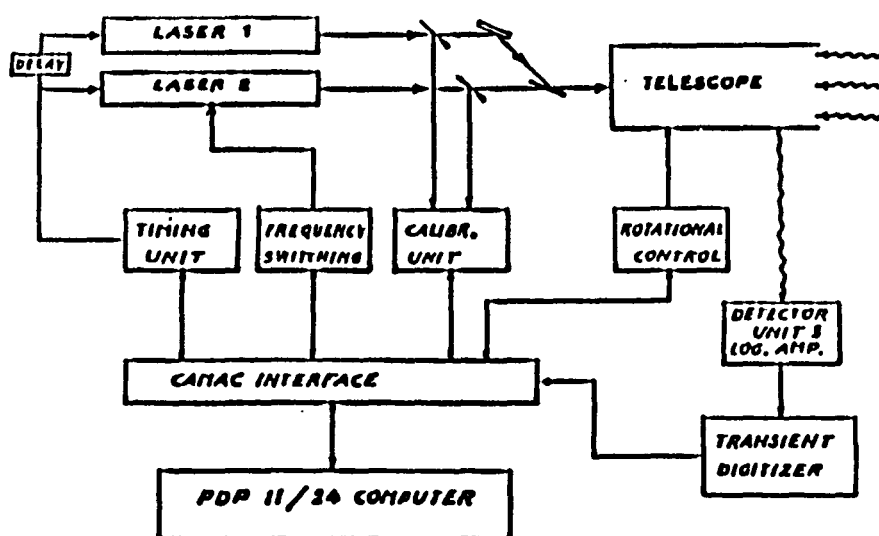 LASER 1
DELAY
LASER 2
TELESCOPE
TIMING
UNIT
FREQUENCY
SWITCHING
CALIBR.
UNIT
ROTATIONAL
CONTROL
DETECTOR
UNIT &
LOG. AMP.
CAMAC INTERFACE
TRANSIENT
DIGITIZER
PDP 11/24 COMPUTER